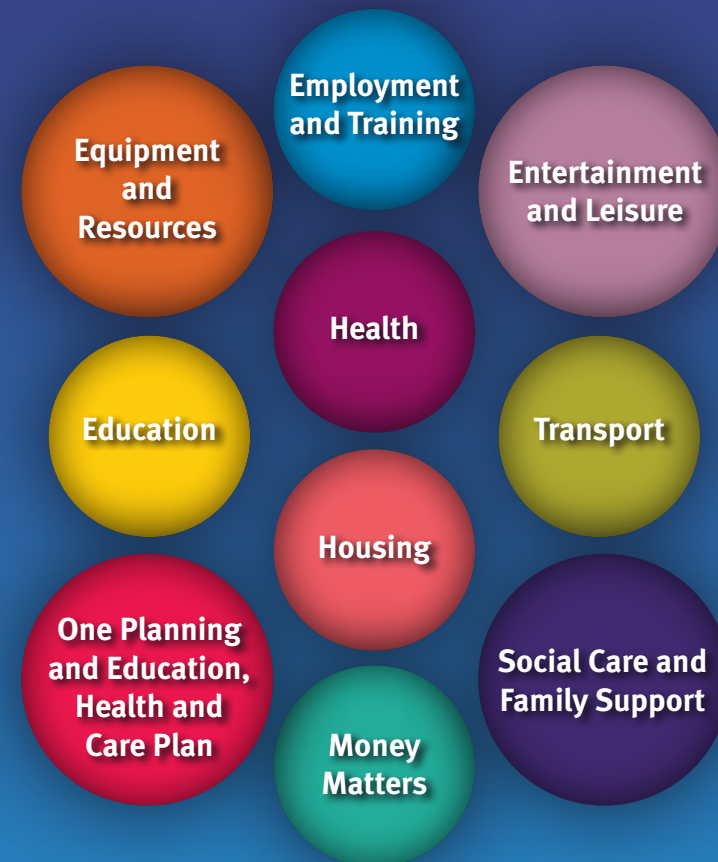 Employment
and Training
Equipment
and
Resources
Entertainment
and Leisure
Health
Education
Transport
Housing
One Planning
and Education,
Health and
Care Plan
Social Care and
Family Support
Money
Matters